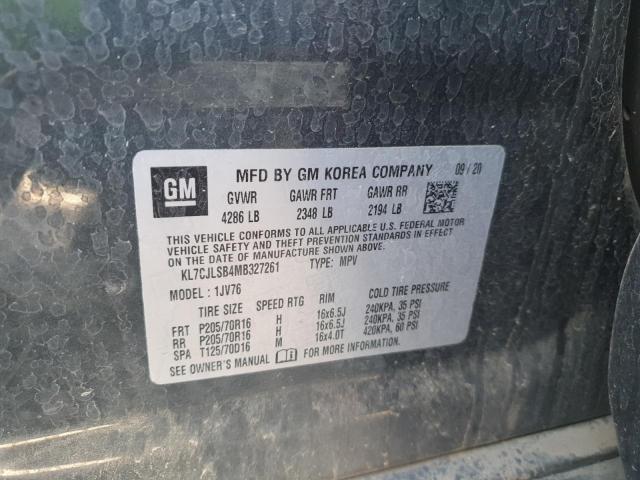 GM
MFD BY GM KOREA COMPANY 09 / 20
GVWR GAWR FRT GAWR RR
4286 LB 2348 LB 2194 LB
THIS VEHICLE CONFORMS TO ALL APPLICABLE U.S. FEDERAL MOTOR
VEHICLE SAFETY AND THEFT PREVENTION STANDARDS IN EFFECT ON THE DATE OF MANUFACTURE SHOWN ABOVE.
KL7CJLSB4MB327261 TYPE: MPV
MODEL : 1JV76
TIRE SIZE SPEED RTG RIM COLD TIRE PRESSURE
FRT P205/70R16 H 16x6.5J 240KPA, 35 PSI
RR P205/70R16 H 16x6.5J 240KPA, 35 PSI
SPA T125/70D16 M 16x4.0T 420KPA, 60 PSI
SEE OWNER'S MANUAL FOR MORE INFORMATION.